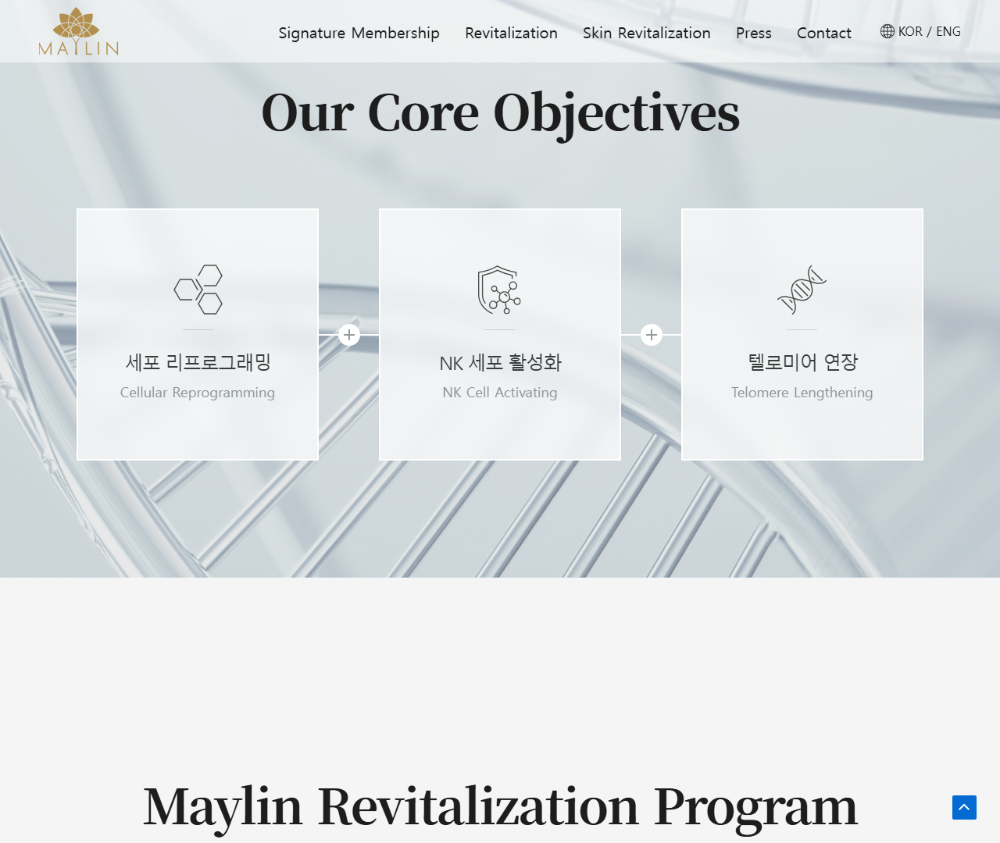 MAYLIN
Signature Membership
Revitalization
Skin Revitalization
Press
Contact
KOR / ENG
Our Core Objectives
세포 리프로그래밍
Cellular Reprogramming
NK 세포 활성화
NK Cell Activating
텔로미어 연장
Telomere Lengthening
Maylin Revitalization Program